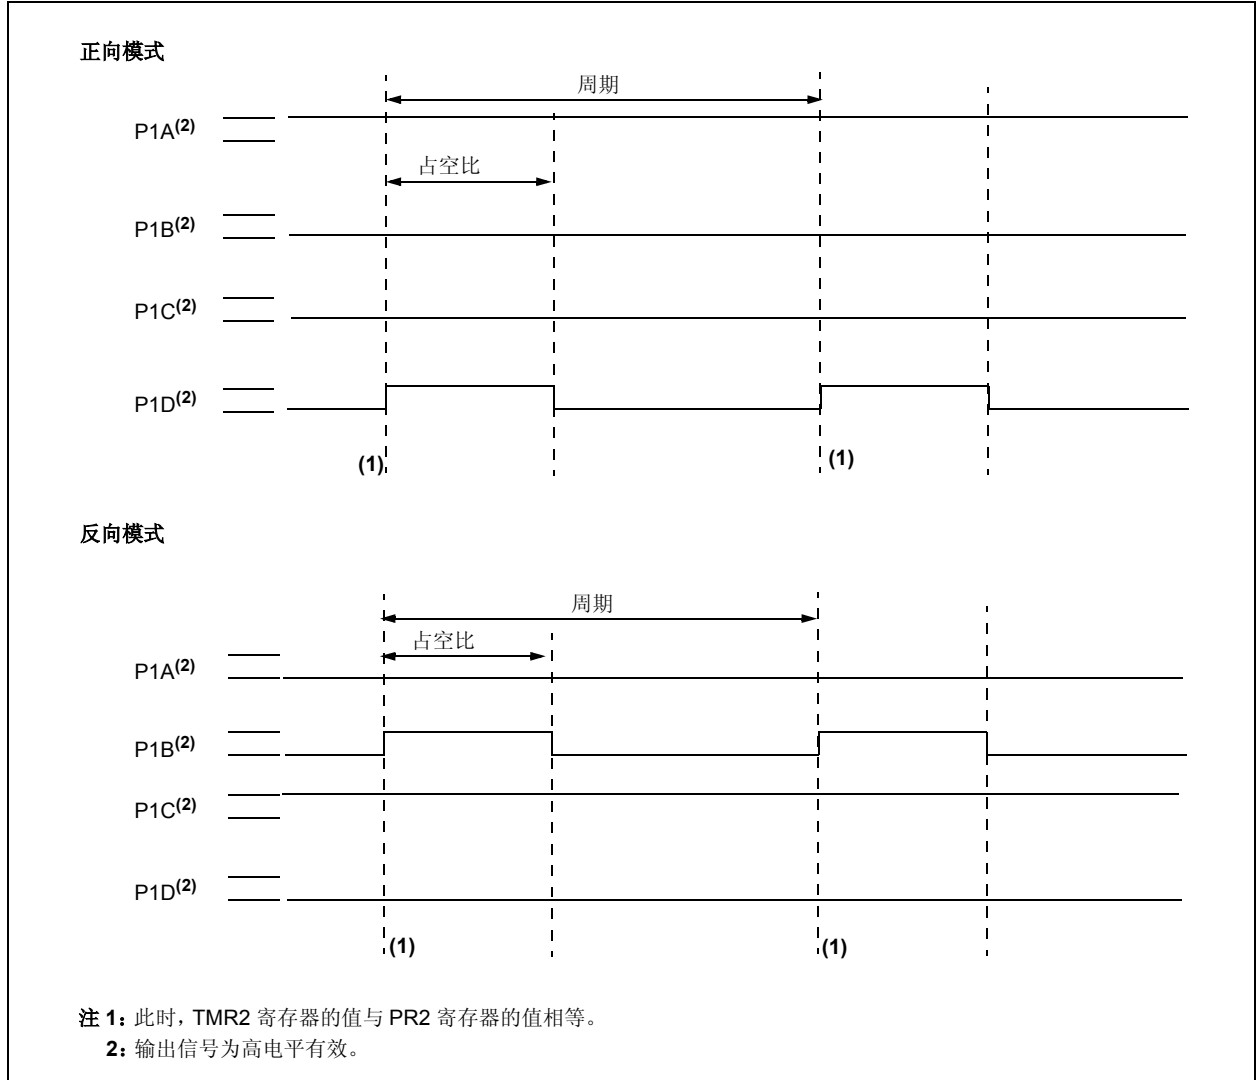 正向模式
周期
P1A(2)
占空比
P1B(2)
P1C(2)
P1D(2)
(1)
(1)
反向模式
周期
占空比
P1A(2)
P1B(2)
P1C(2)
P1D(2)
(1)
(1)
注 1: 此时，TMR2 寄存器的值与 PR2 寄存器的值相等。
2: 输出信号为高电平有效。